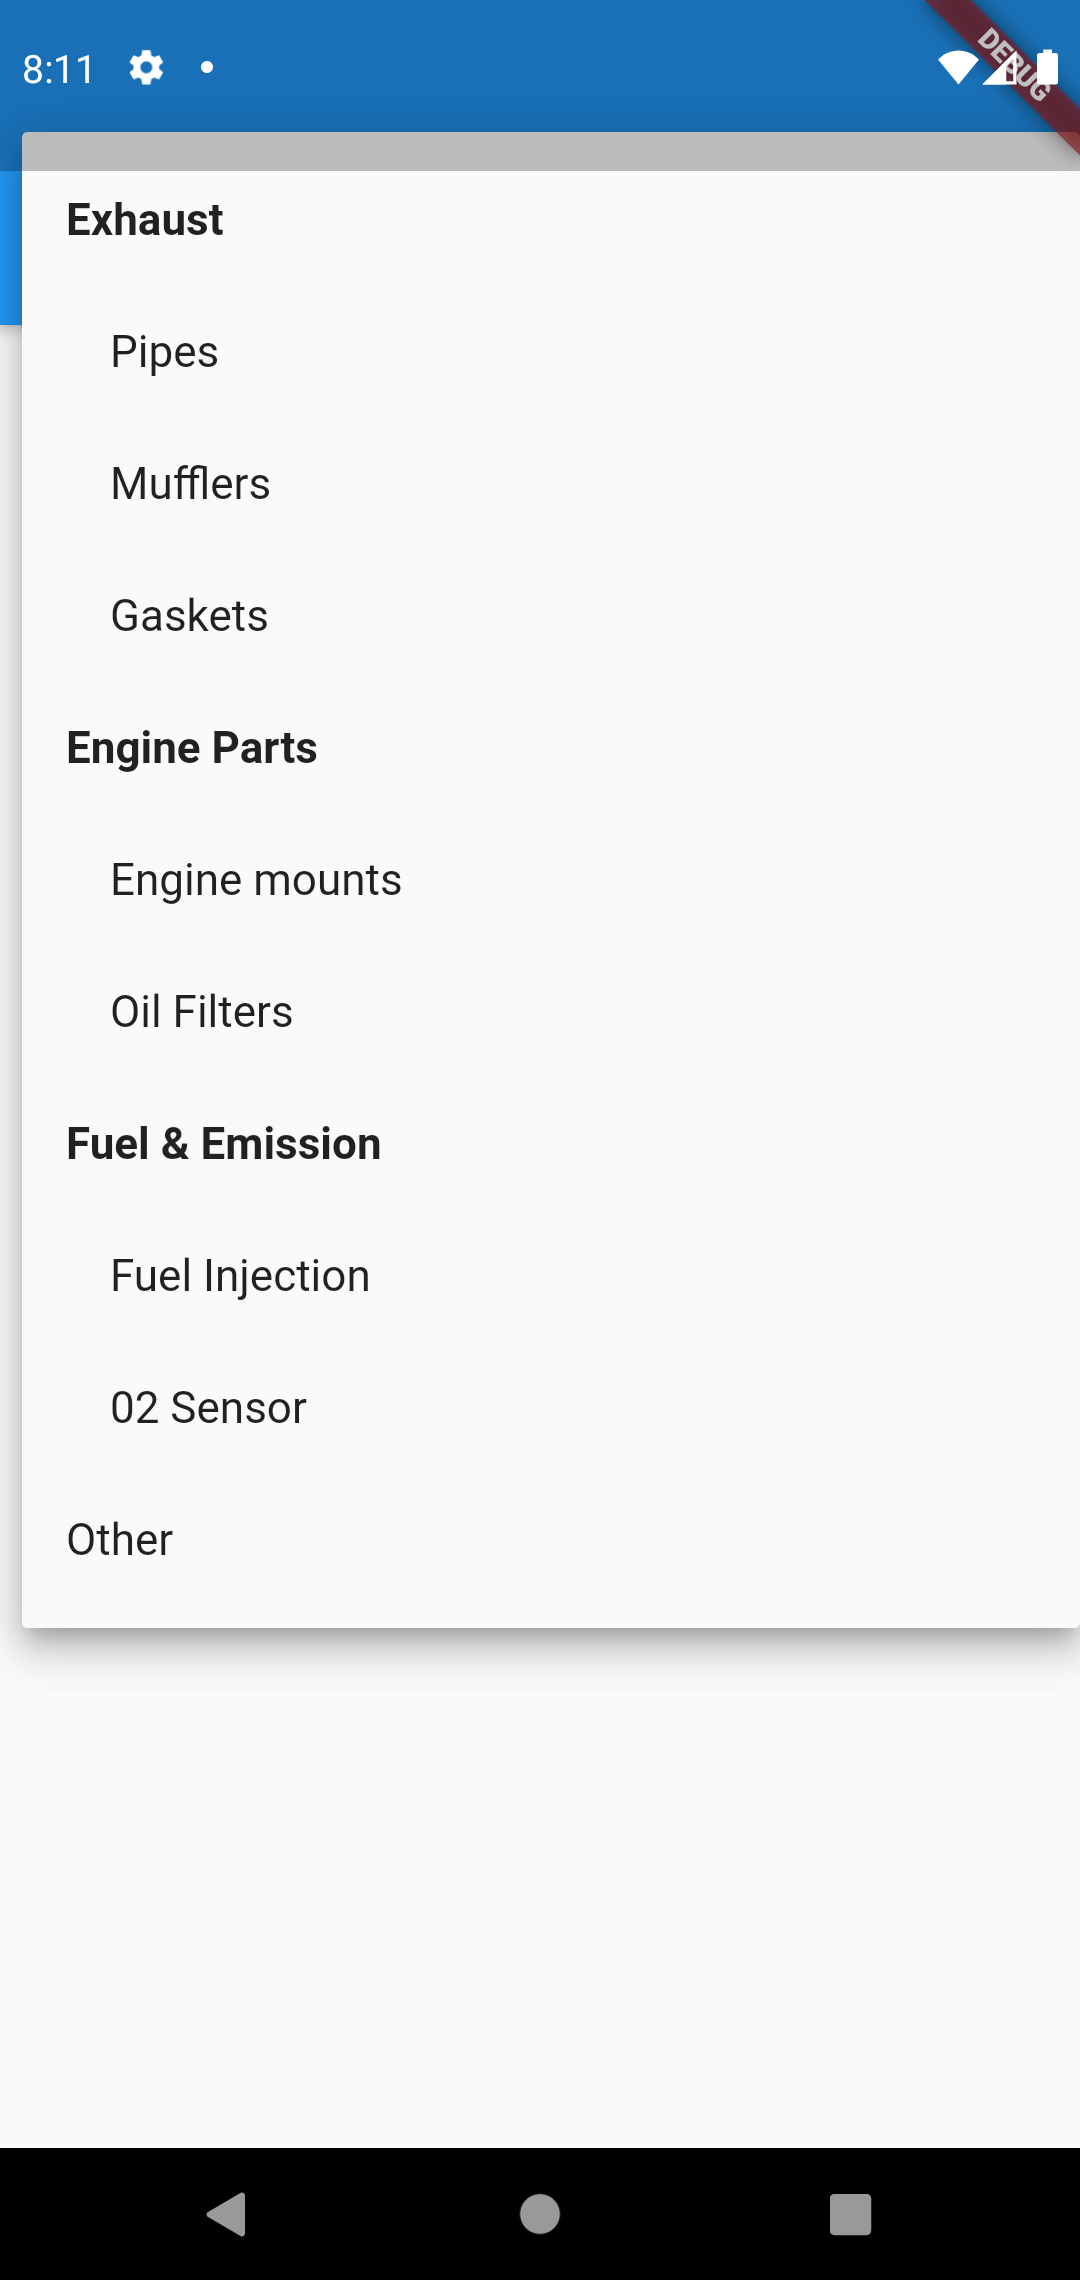 8:11
DEBUG
Exhaust
Pipes
Mufflers
Gaskets
Engine Parts
Engine mounts
Oil Filters
Fuel & Emission
Fuel Injection
02 Sensor
Other